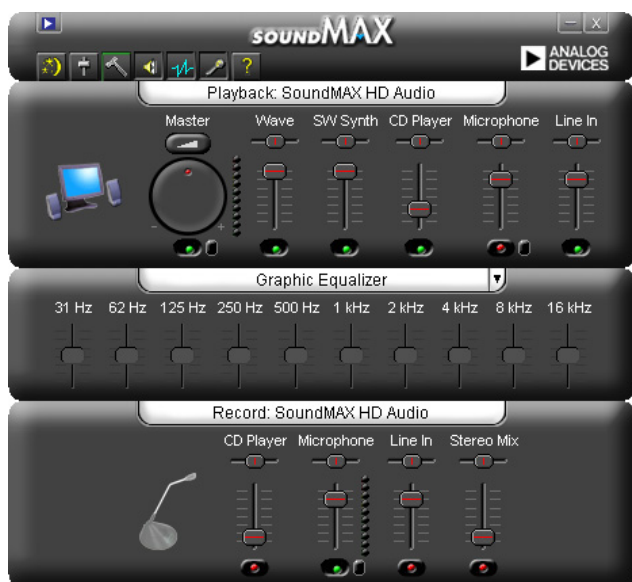 SOUNDMAX
ANALOG
DEVICES
?
Playback: SoundMAX HD Audio
Master Wave SW Synth CD Player Microphone Line In
- +
Graphic Equalizer
31 Hz 62 Hz 125 Hz 250 Hz 500 Hz 1 kHz 2 kHz 4 kHz 8 kHz 16 kHz
Record: SoundMAX HD Audio
CD Player Microphone Line In Stereo Mix